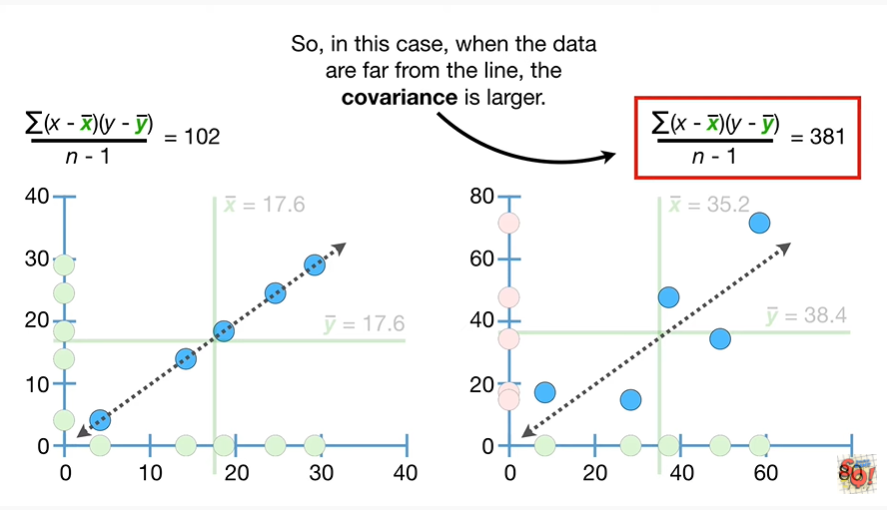 So, in this case, when the data
are far from the line, the
covariance is larger.
Σ(x - x̄)(y - ȳ)
n - 1
= 102
Σ(x - x̄)(y - ȳ)
n - 1
= 381
40
30
20
10
0
0 10 20 30 40
x̄ = 17.6
ȳ = 17.6
80
60
40
20
0
0 20 40 60 80
x̄ = 35.2
ȳ = 38.4
SQ!